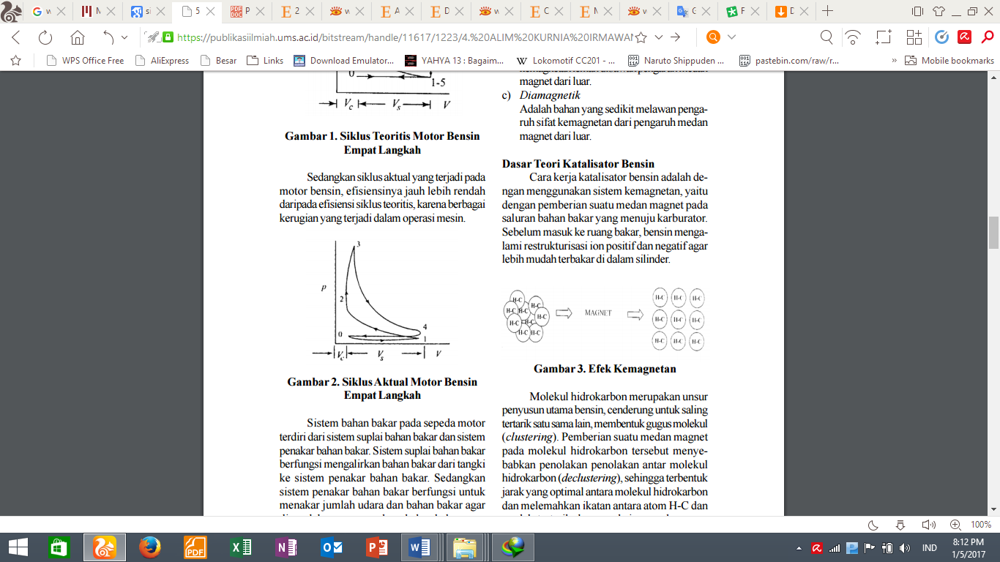 G w
M
si
5
P
E 2
w
E A
E D
w
E C
E M
w
G
F
D
https://publikasiilmiah.ums.ac.id/bitstream/handle/11617/1223/4.%20ALIM%20KURNIA%20IRMAWAN
WPS Office Free
AliExpress
Besar
Links
Download Emulator...
YAHYA 13 : Bagaim...
Lokomotif CC201 - ...
Naruto Shippuden ...
pastebin.com/raw/r...
»
Mobile bookmarks
0
1-5
Vc
Vs
V
Gambar 1. Siklus Teoritis Motor Bensin
Empat Langkah
Sedangkan siklus aktual yang terjadi pada
motor bensin, efisiensinya jauh lebih rendah
daripada efisiensi siklus teoritis, karena berbagai
kerugian yang terjadi dalam operasi mesin.
3
p
2
4
0
1
Vc
Vs
V
Gambar 2. Siklus Aktual Motor Bensin
Empat Langkah
Sistem bahan bakar pada sepeda motor
terdiri dari sistem suplai bahan bakar dan sistem
penakar bahan bakar. Sistem suplai bahan bakar
berfungsi mengalirkan bahan bakar dari tangki
ke sistem penakar bahan bakar. Sedangkan
sistem penakar bahan bakar berfungsi untuk
menakar jumlah udara dan bahan bakar agar
magnet dari luar.
c) Diamagnetik
Adalah bahan yang sedikit melawan penga-
ruh sifat kemagnetan dari pengaruh medan
magnet dari luar.
Dasar Teori Katalisator Bensin
Cara kerja katalisator bensin adalah de-
ngan menggunakan sistem kemagnetan, yaitu
dengan pemberian suatu medan magnet pada
saluran bahan bakar yang menuju karburator.
Sebelum masuk ke ruang bakar, bensin menga-
lami restrukturisasi ion positif dan negatif agar
lebih mudah terbakar di dalam silinder.
H-C
H-C
H-C H-C
H-C
H-C H-C
H-C H-C
MAGNET
H-C H-C H-C
H-C H-C H-C
H-C H-C H-C
Gambar 3. Efek Kemagnetan
Molekul hidrokarbon merupakan unsur
penyusun utama bensin, cenderung untuk saling
tertarik satu sama lain, membentuk gugus molekul
(clustering). Pemberian suatu medan magnet
pada molekul hidrokarbon tersebut menye-
babkan penolakan penolakan antar molekul
hidrokarbon (declustering), sehingga terbentuk
jarak yang optimal antara molekul hidrokarbon
dan melemahkan ikatan antara atom H-C dan
100%
IND
8:12 PM
1/5/2017